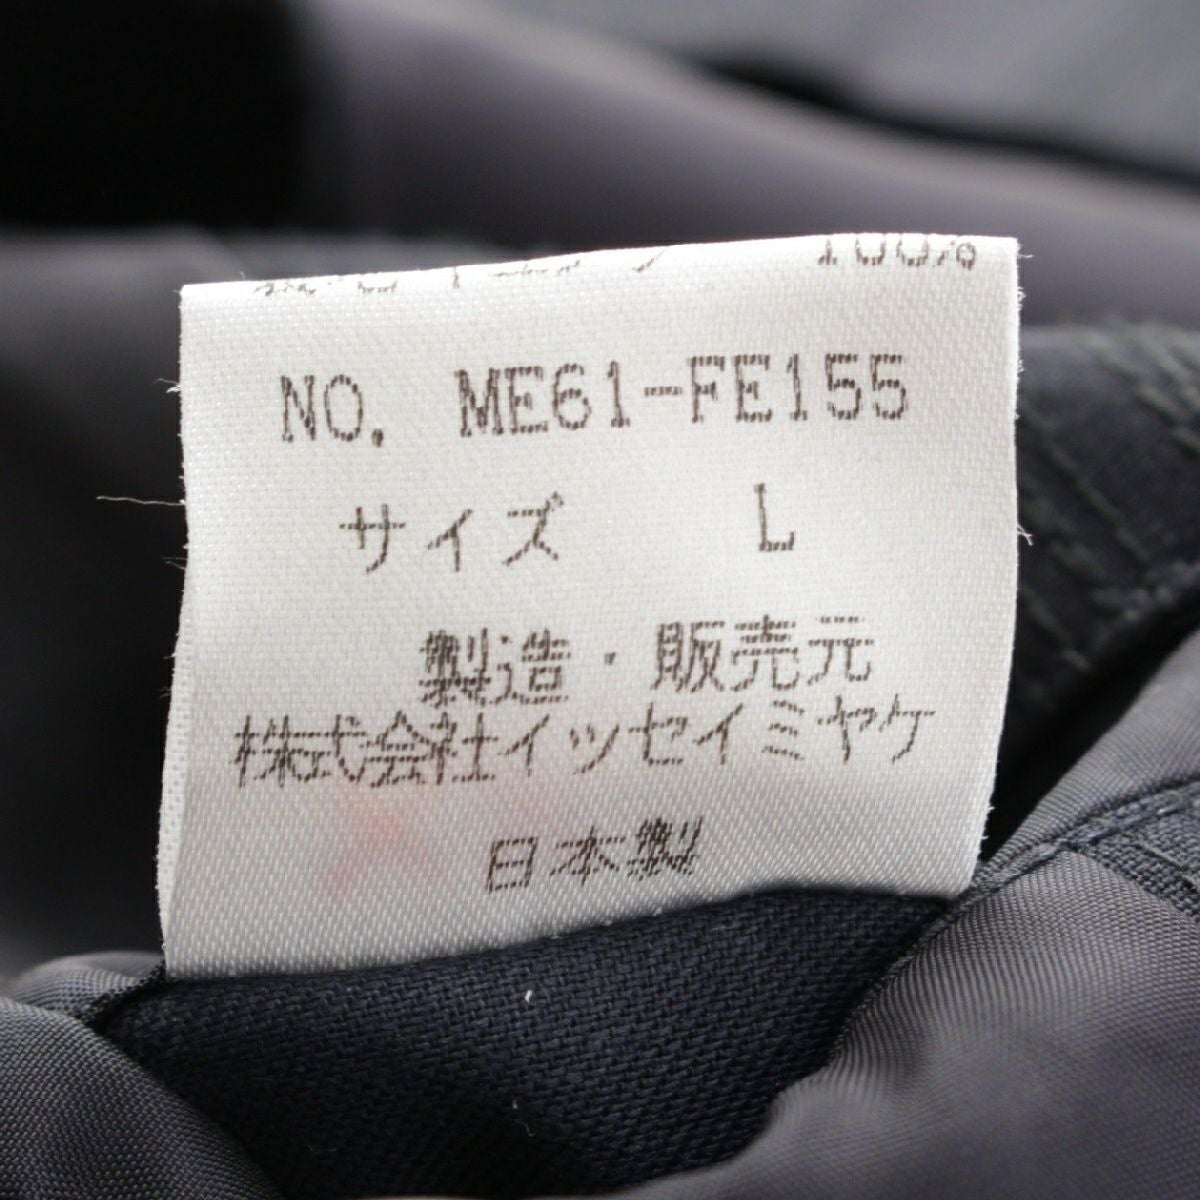 100%
NO. ME61-FE155
サイズ L
製造・販売元
株式会社イッセイミヤケ
日本製